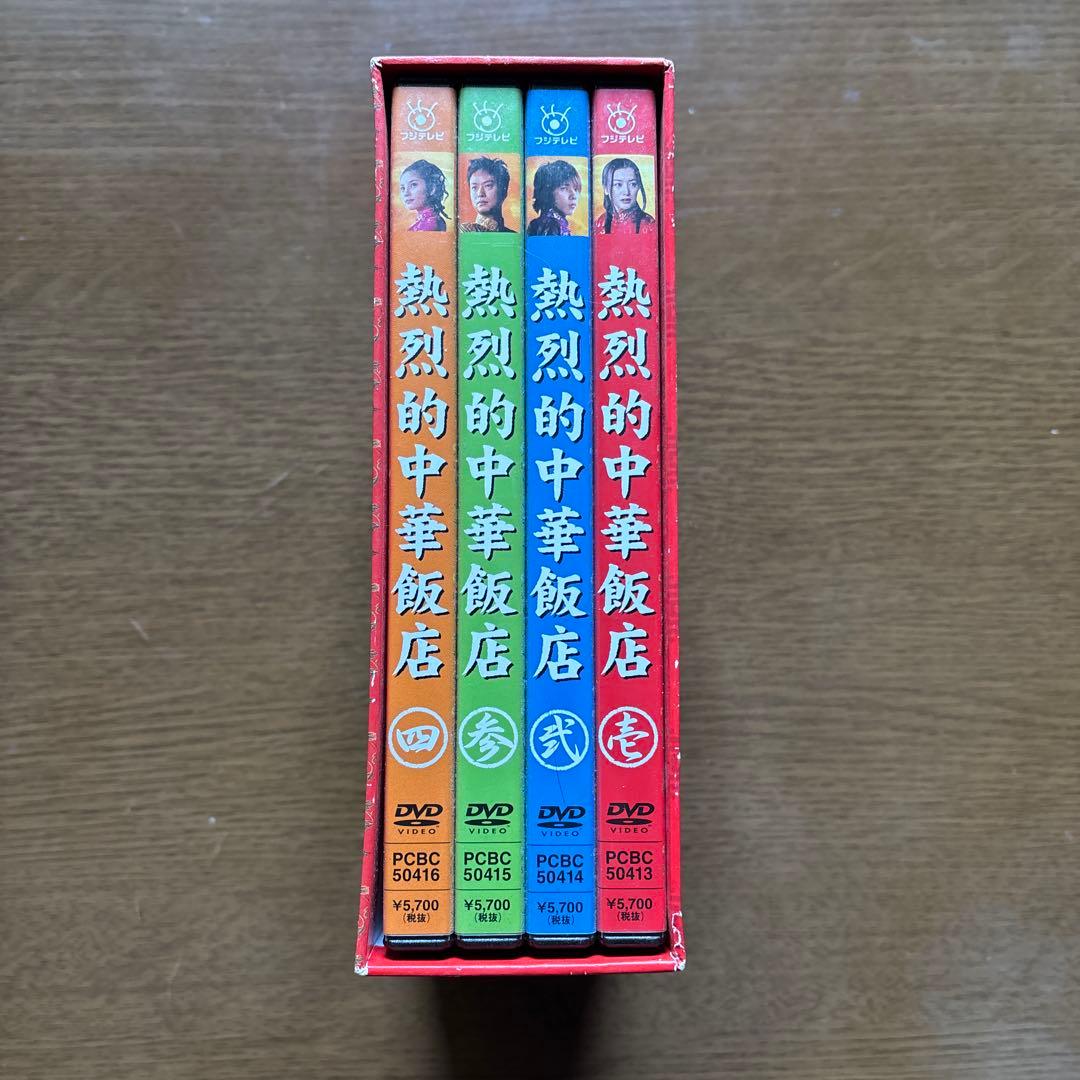 フジテレビ
熱烈的中華飯店
壱
DVD
VIDEO
PCBC
50413
¥5,700
(税抜)
フジテレビ
熱烈的中華飯店
弐
DVD
VIDEO
PCBC
50414
¥5,700
(税抜)
フジテレビ
熱烈的中華飯店
参
DVD
VIDEO
PCBC
50415
¥5,700
(税抜)
フジテレビ
熱烈的中華飯店
四
DVD
VIDEO
PCBC
50416
¥5,700
(税抜)